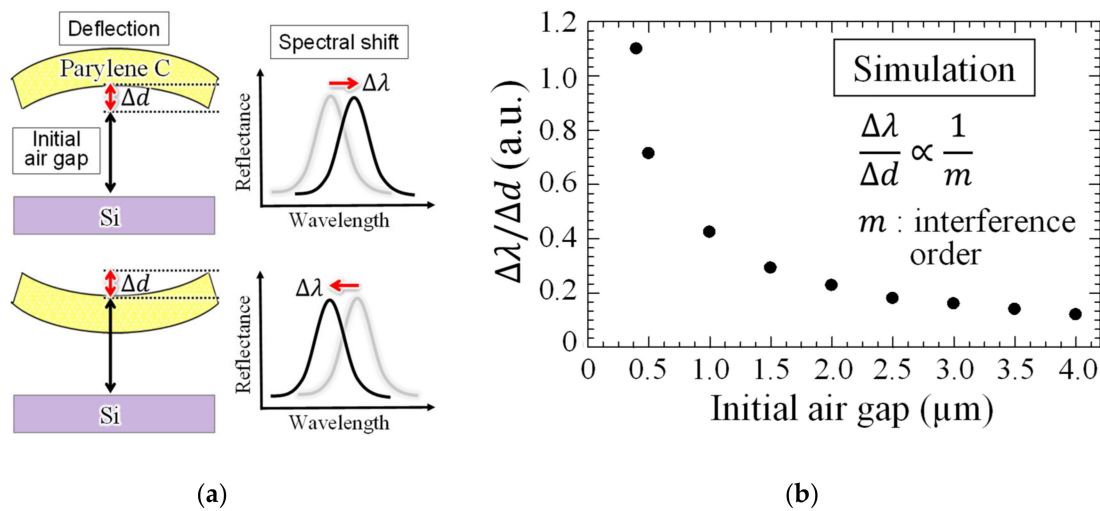 Deflection
Parylene C
Δd
Initial
air gap
Si
Spectral shift
Δλ
Reflectance
Wavelength
Δd
Si
Δλ
Reflectance
Wavelength
(a)
1.2
1.0
0.8
0.6
0.4
0.2
0
Δλ/Δd (a.u.)
Simulation
Δλ/Δd ∝ 1/m
m : interference
order
0 0.5 1.0 1.5 2.0 2.5 3.0 3.5 4.0
Initial air gap (μm)
(b)